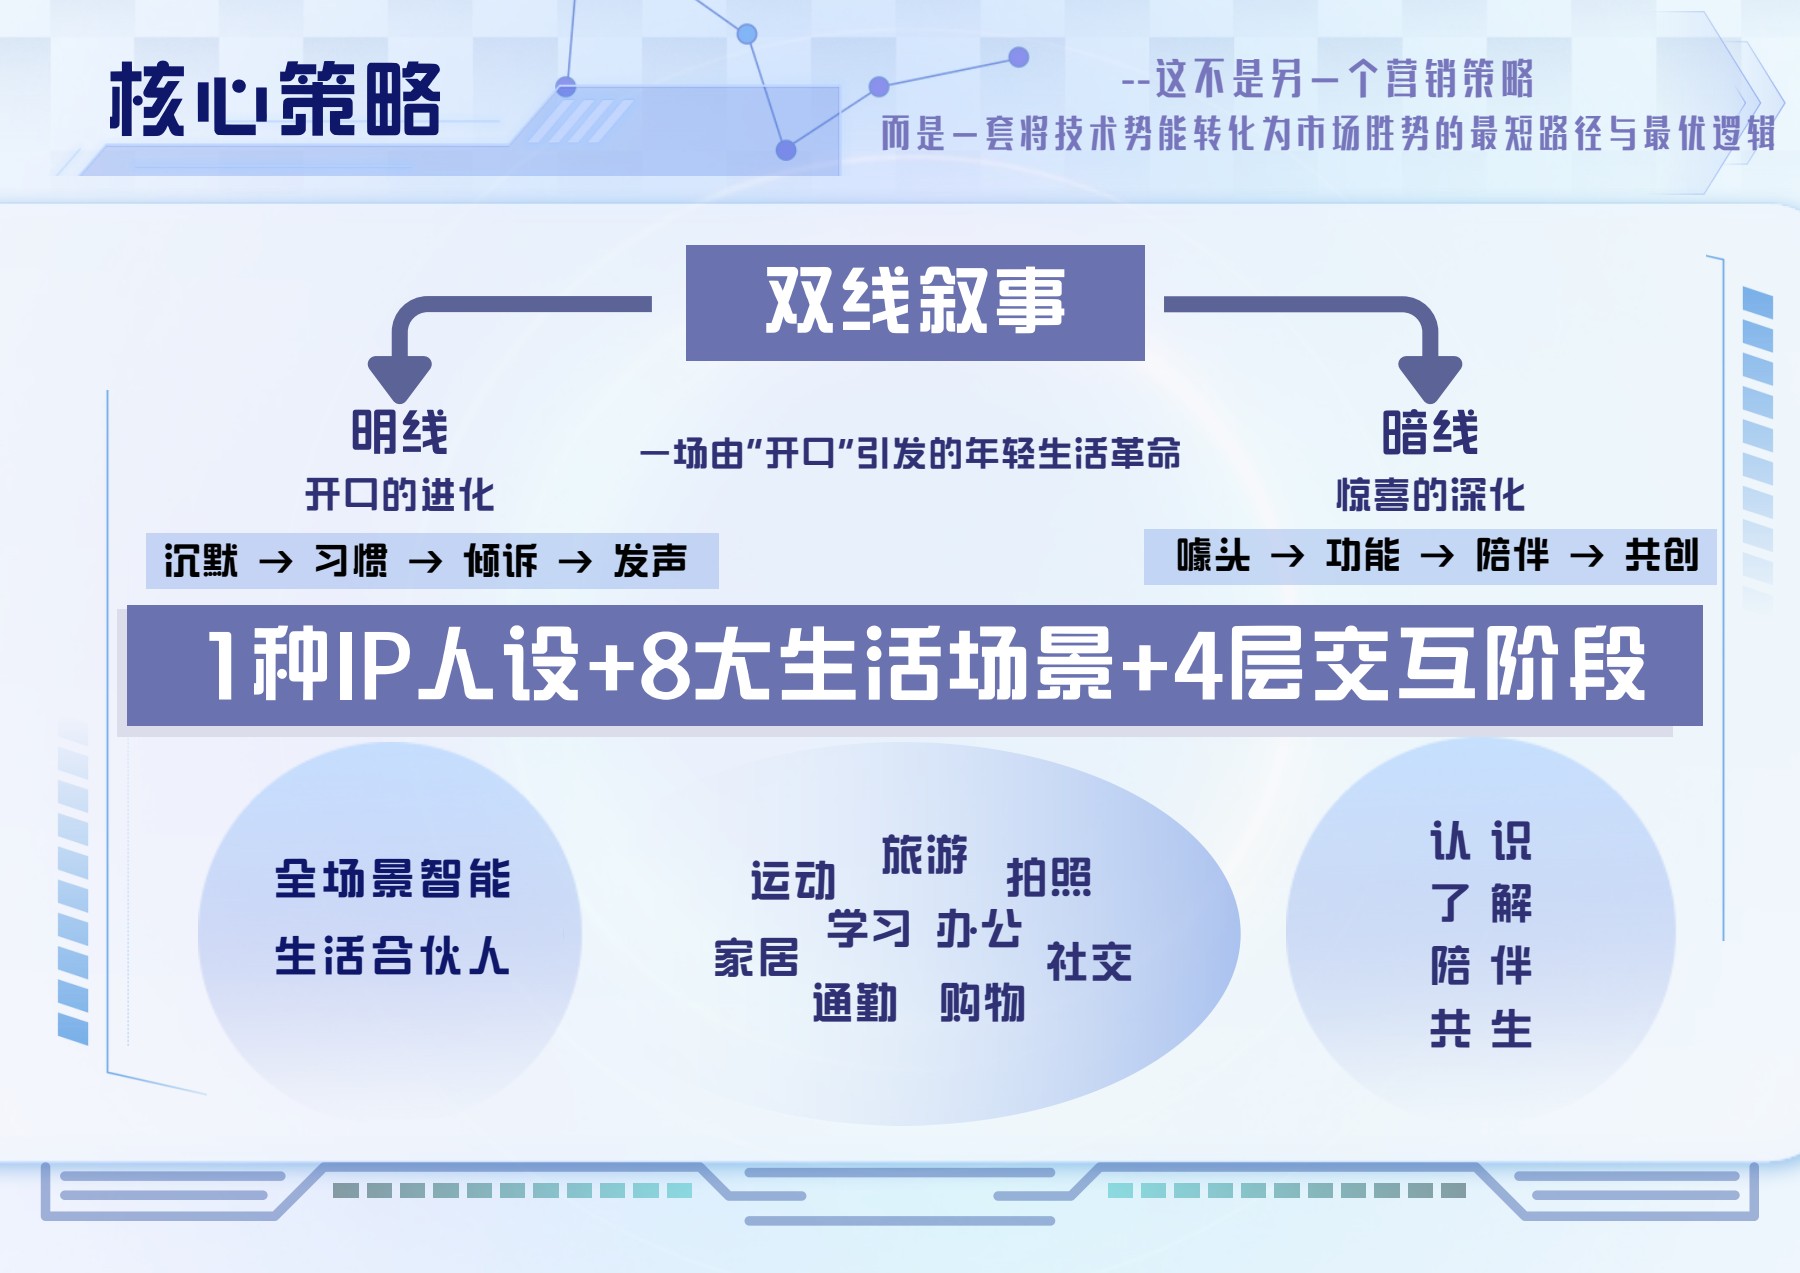 核心策略
--这不是另一个营销策略
而是一套将技术势能转化为市场胜势的最短路径与最优逻辑
双线叙事
明线
开口的进化
沉默 → 习惯 → 倾诉 → 发声
一场由"开口"引发的年轻生活革命
暗线
惊喜的深化
噱头 → 功能 → 陪伴 → 共创
1种IP人设+8大生活场景+4层交互阶段
全场景智能
生活合伙人
运动 旅游 拍照
学习 办公
家居 社交
通勤 购物
认识
了解
陪伴
共生